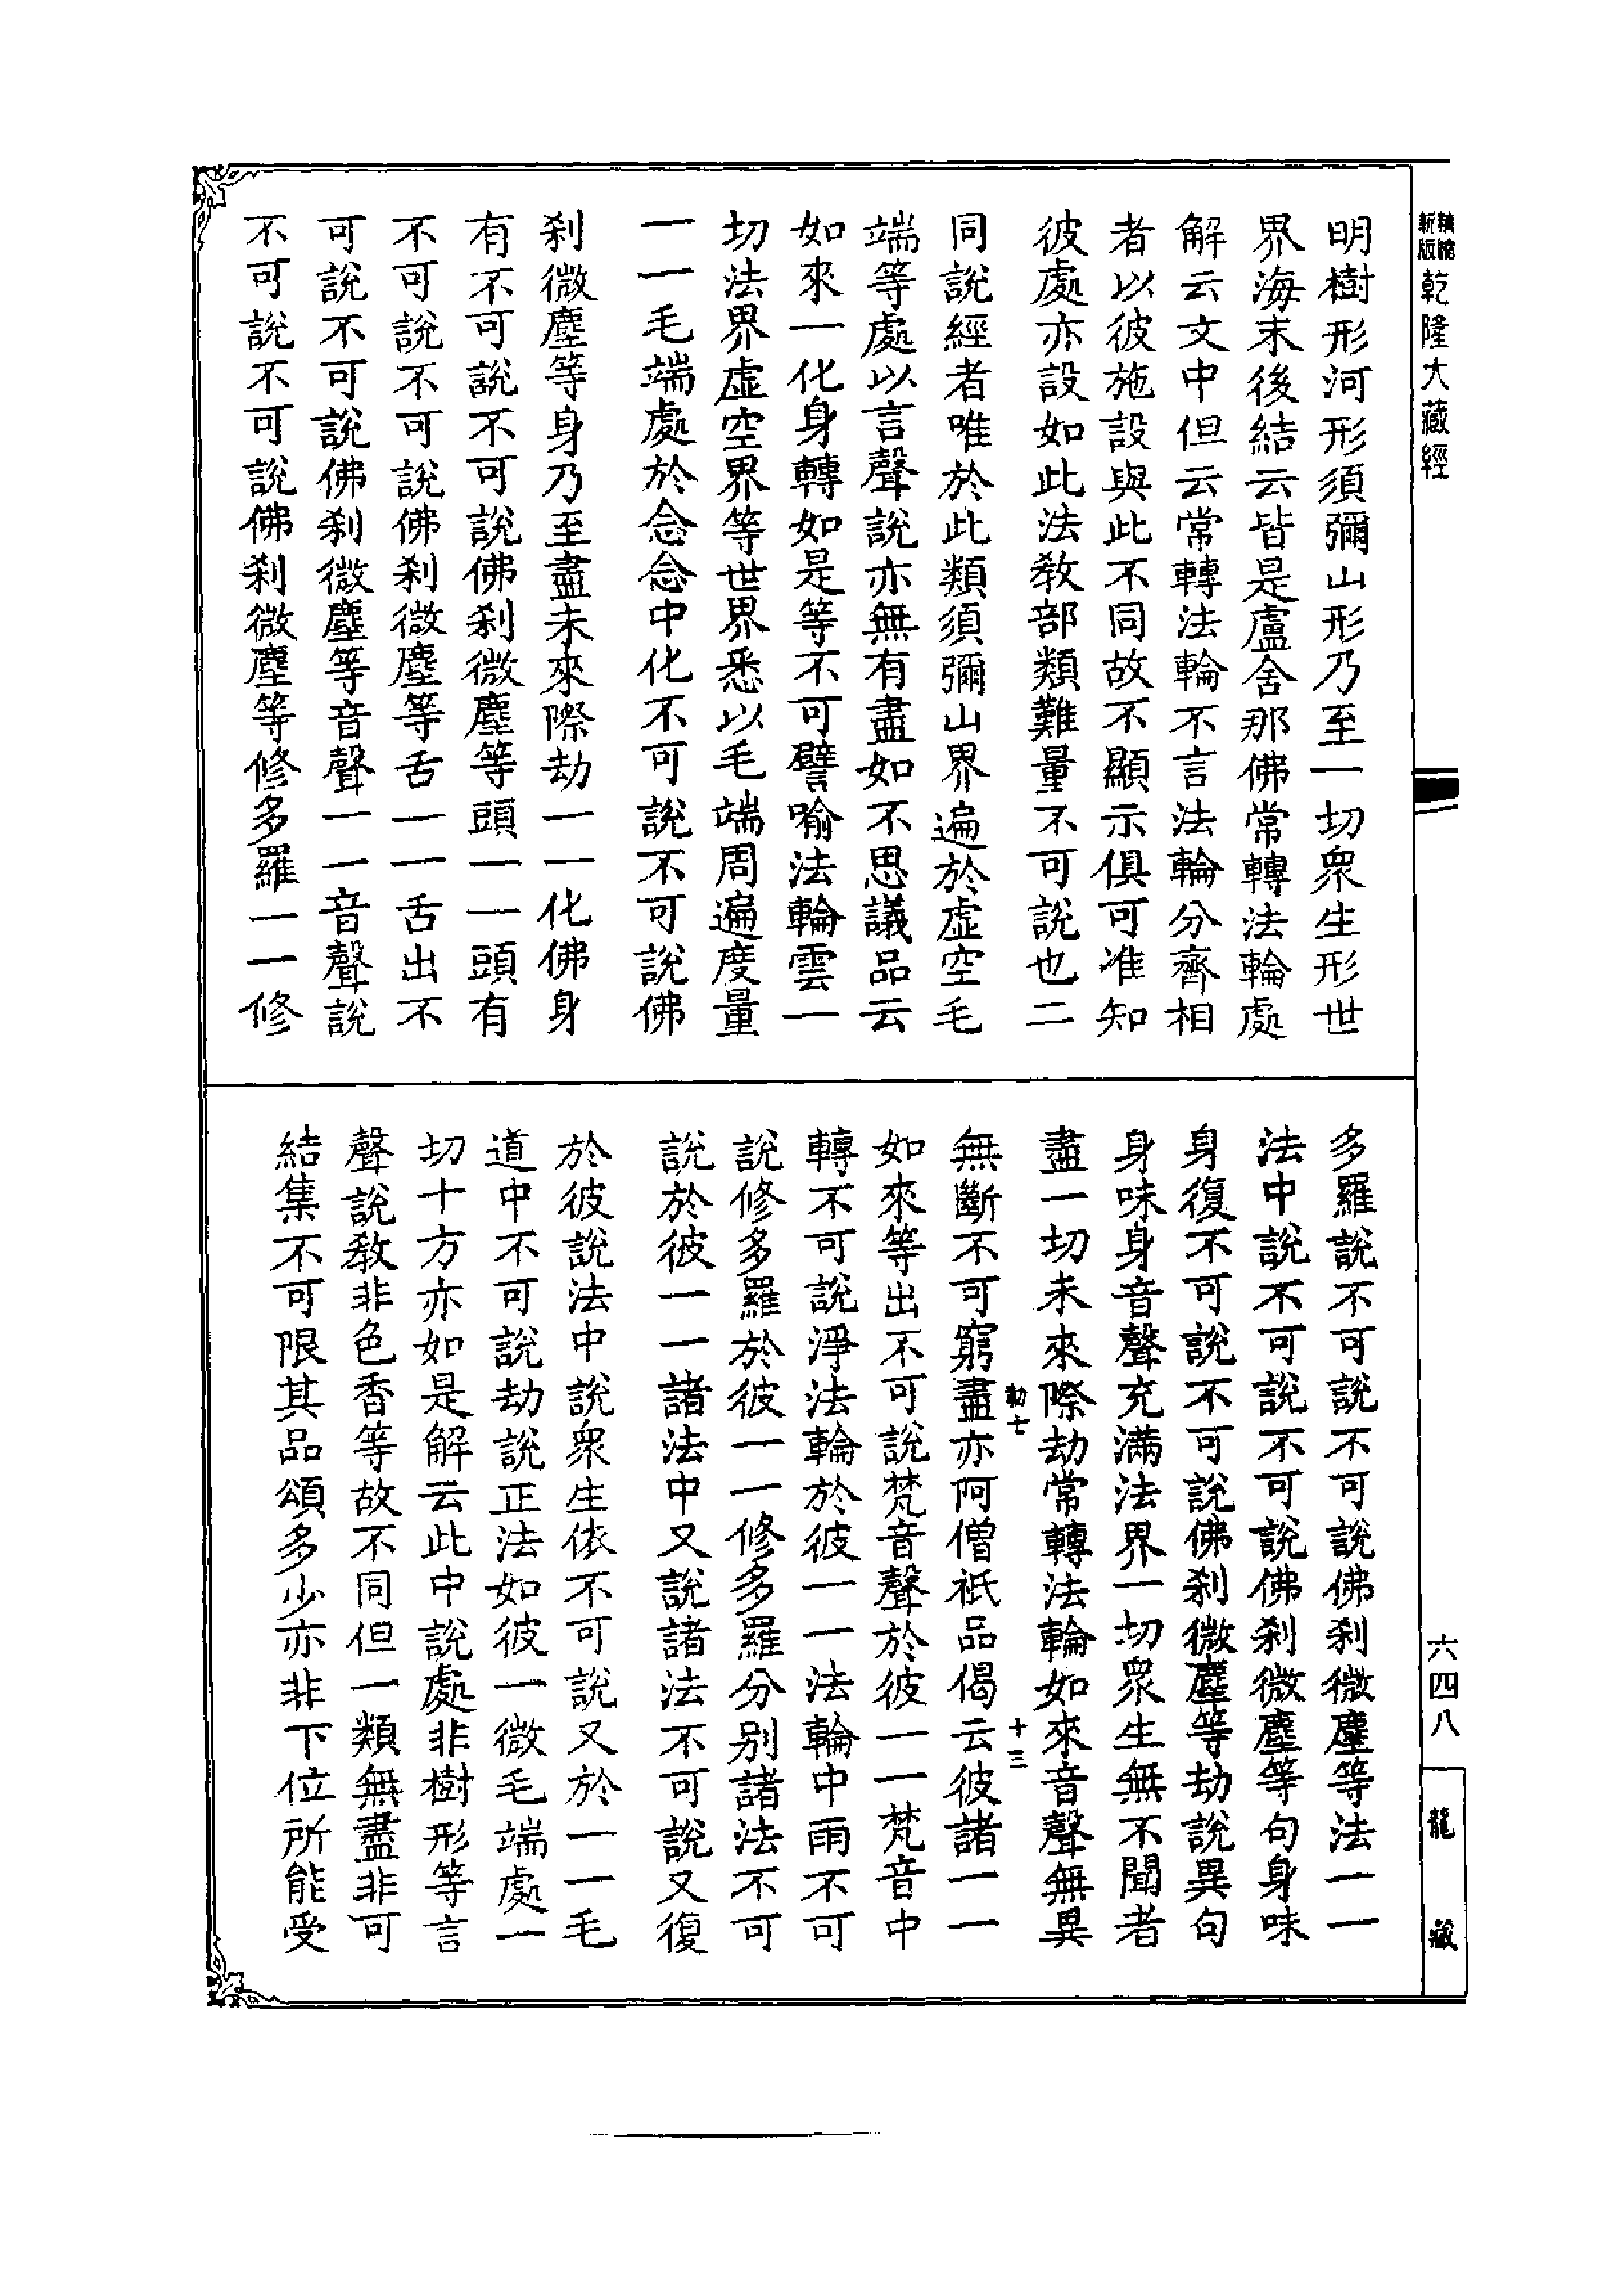 新版 精縮 乾隆大藏經
明樹形河形須彌山形乃至一切眾生形世
界海末後結云皆是盧舍那佛常轉法輪處
解云文中但云常轉法輪不言法輪分齊相
者以彼施設與此不同故不顯示俱可准知
彼處亦設如此法教部類難量不可說也二
同說經者唯於此類須彌山界遍於虛空毛
端等處以言聲說亦無有盡如不思議品云
如來一化身轉如是等不可譬喻法輪雲一
切法界虛空界等世界悉以毛端周遍度量
一一毛端處於念念中化不可說不可說佛
剎微塵等身乃至盡未來際劫一一化佛身
有不可說不可說佛剎微塵等頭一一頭有
不可說不可說佛剎微塵等舌一一舌出不
可說不可說佛剎微塵等音聲一一音聲說
不可說不可說佛剎微塵等修多羅一一修
多羅說不可說不可說佛剎微塵等法一一
法中說不可說不可說佛剎微塵等句身味
身復不可說不可說佛剎微塵等劫說異句
身味身音聲充滿法界一切眾生無不聞者
盡一切未來際劫常轉法輪如來音聲無異
勒七 十三
無斷不可窮盡亦阿僧祇品偈云彼諸一一
如來等出不可說梵音聲於彼一一梵音中
轉不可說淨法輪於彼一一法輪中雨不可
說修多羅於彼一一修多羅分別諸法不可
說於彼一一諸法中又說諸法不可說又復
於彼說法中說眾生依不可說又於一一毛
道中不可說劫說正法如彼一微毛端處一
切十方亦如是解云此中說處非樹形等言
聲說教非色香等故不同但一類無盡非可
結集不可限其品頌多少亦非下位所能受
六四八
龍藏